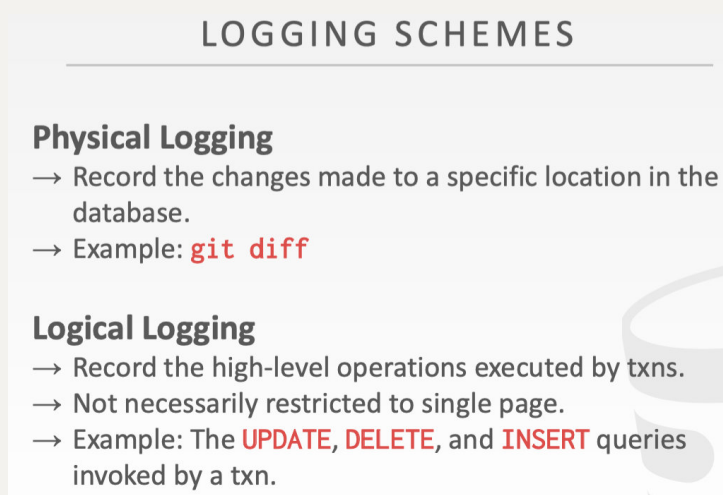 LOGGING SCHEMES
Physical Logging
→ Record the changes made to a specific location in the
database.
→ Example: git diff
Logical Logging
→ Record the high-level operations executed by txns.
→ Not necessarily restricted to single page.
→ Example: The UPDATE, DELETE, and INSERT queries
invoked by a txn.